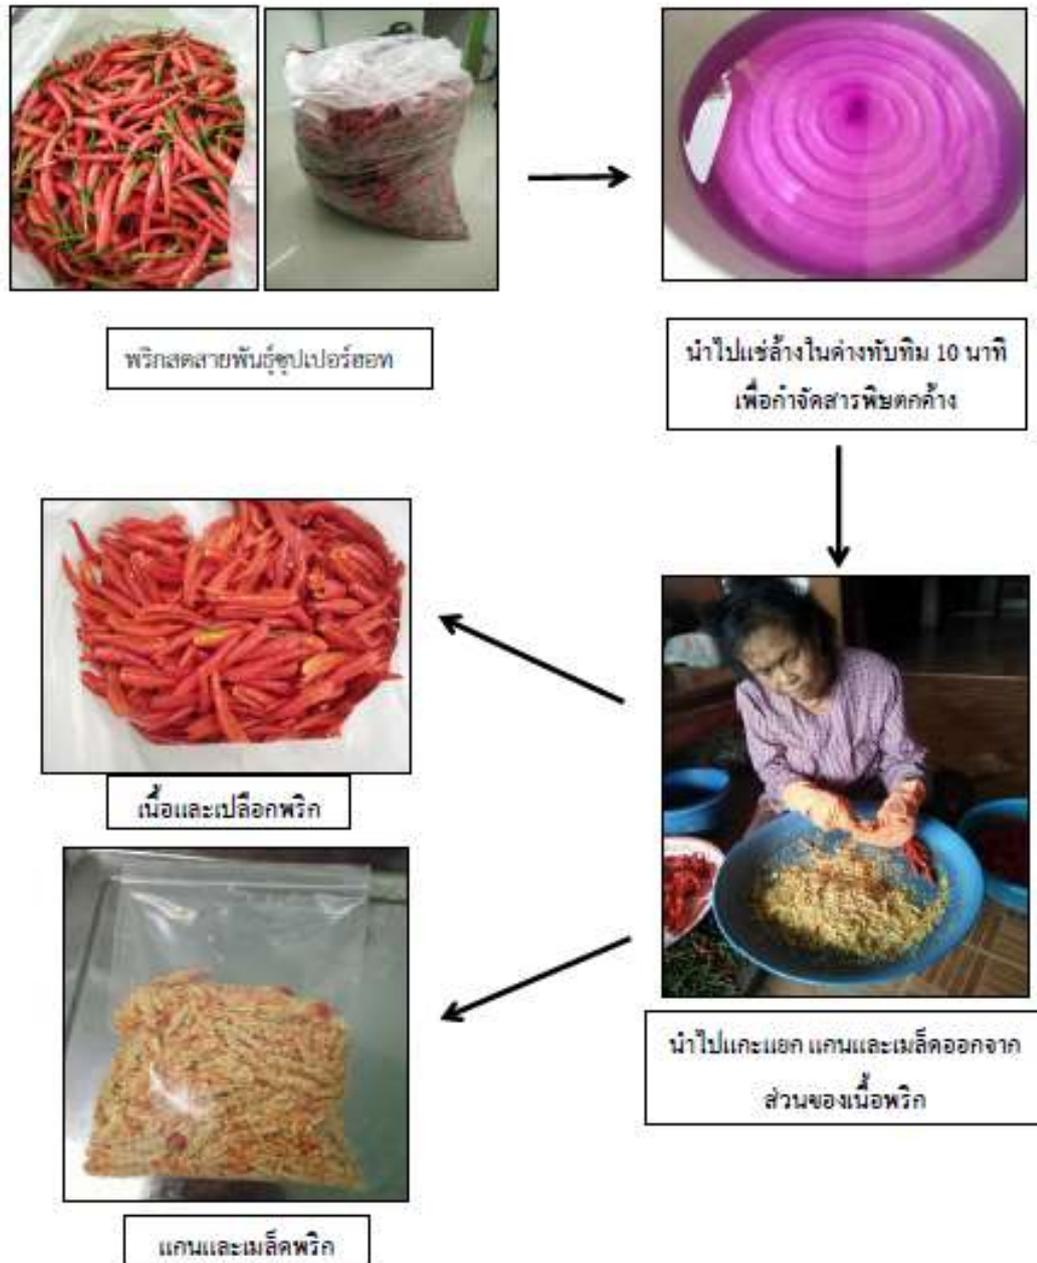 พริกสดสายพันธุ์ซุปเปอร์ฮอท
นำไปแช่ล้างในด่างทับทิม 10 นาที
เพื่อกำจัดสารพิษตกค้าง
นำไปแกะแยก แกนและเมล็ดออกจาก
ส่วนของเนื้อพริก
เนื้อและเปลือกพริก
แกนและเมล็ดพริก